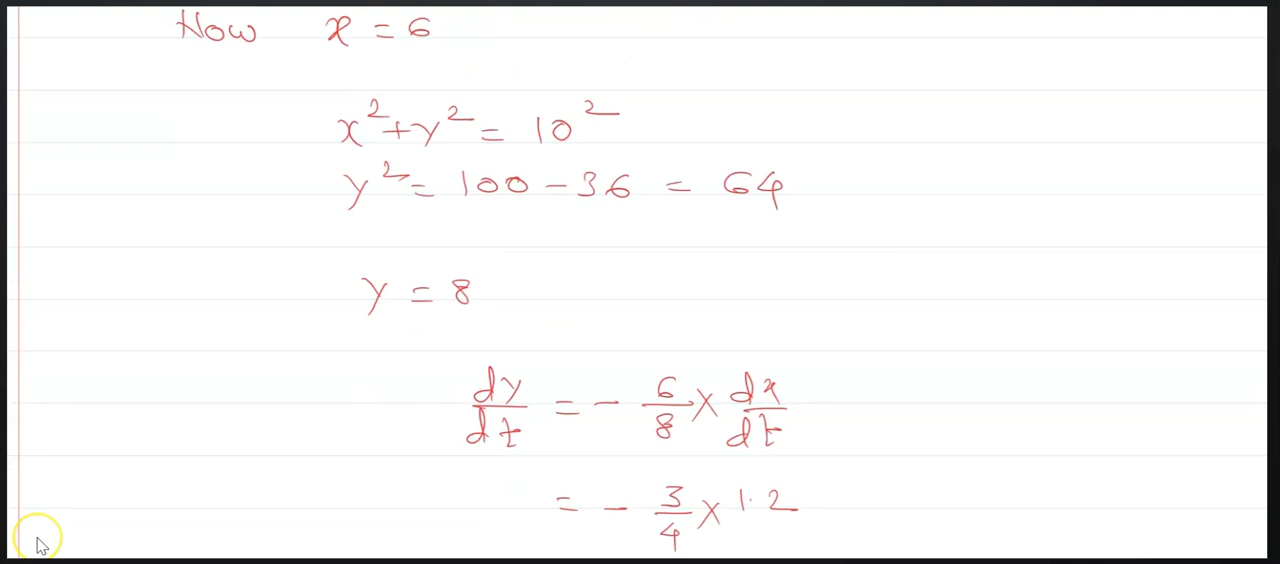 Now x = 6
x² + y² = 10²
y² = 100 - 36 = 64
y = 8
dy/dt = - 6/8 × dx/dt
= - 3/4 × 1.2